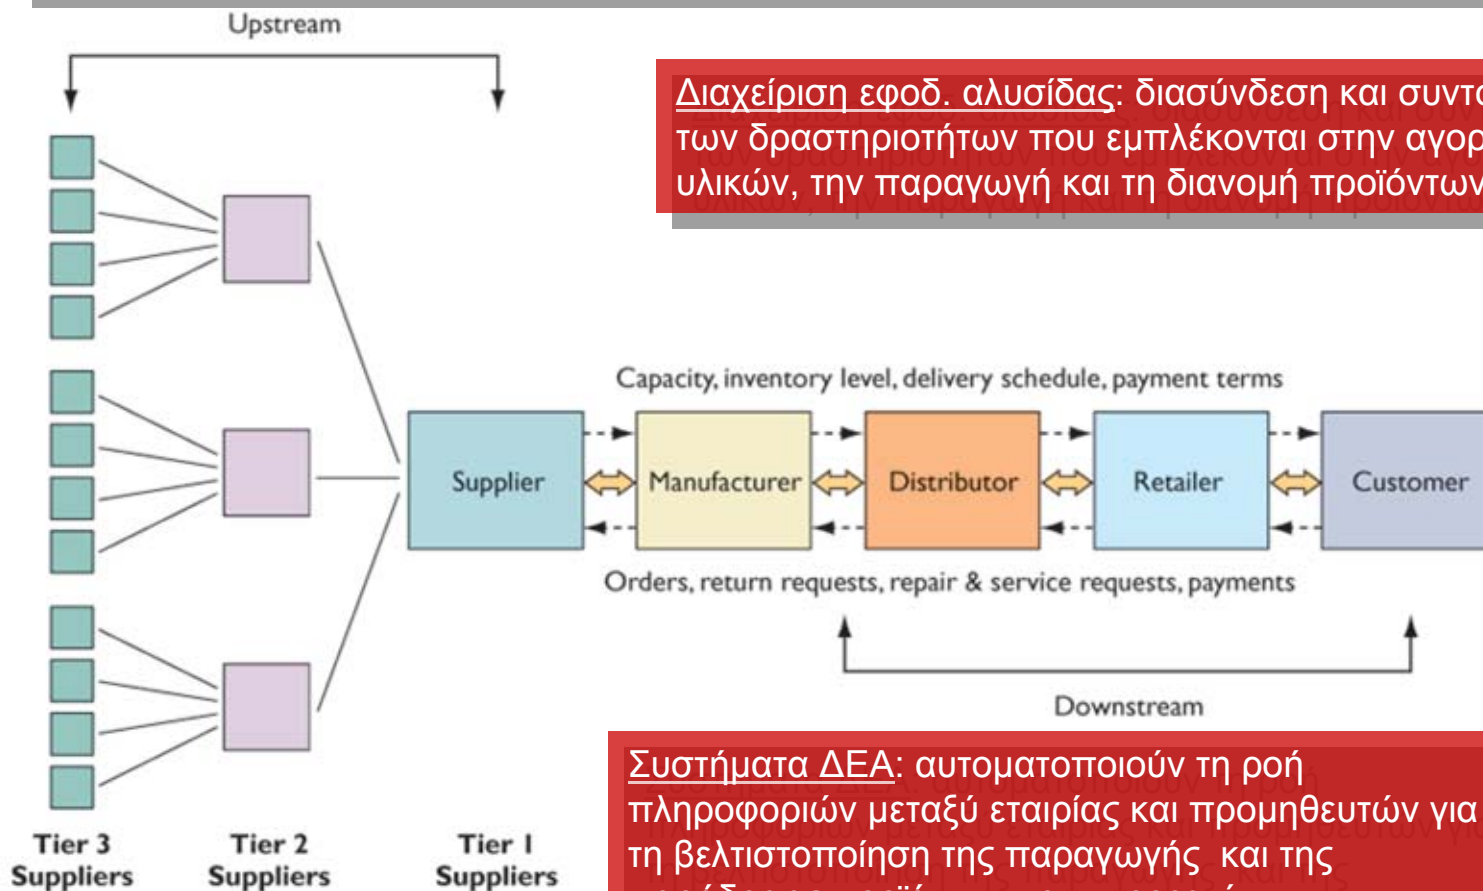 Upstream
Διαχείριση εφοδ. αλυσίδας: διασύνδεση και
των δραστηριοτήτων που εμπλέκονται στην
υλικών, την παραγωγή και τη διανομή προϊόντων
Capacity, inventory level, delivery schedule, payment terms
Supplier
Manufacturer
Distributor
Retailer
Customer
Orders, return requests, repair & service requests, payments
Downstream
Συστήματα ΔΕΑ: αυτοματοποιούν τη ροή
πληροφοριών μεταξύ εταιρίας και προμηθευτών για
τη βελτιστοποίηση της παραγωγής και της
Tier 3
Suppliers
Tier 2
Suppliers
Tier 1
Suppliers